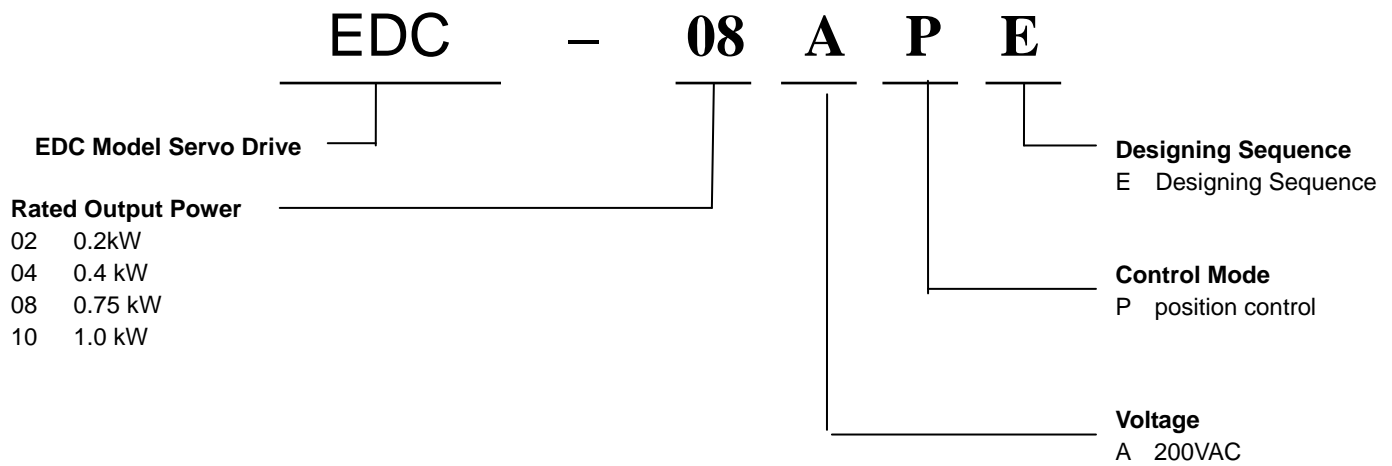 EDC – 08 A P E
EDC Model Servo Drive
Rated Output Power
02 0.2kW
04 0.4 kW
08 0.75 kW
10 1.0 kW
Designing Sequence
E Designing Sequence
Control Mode
P position control
Voltage
A 200VAC